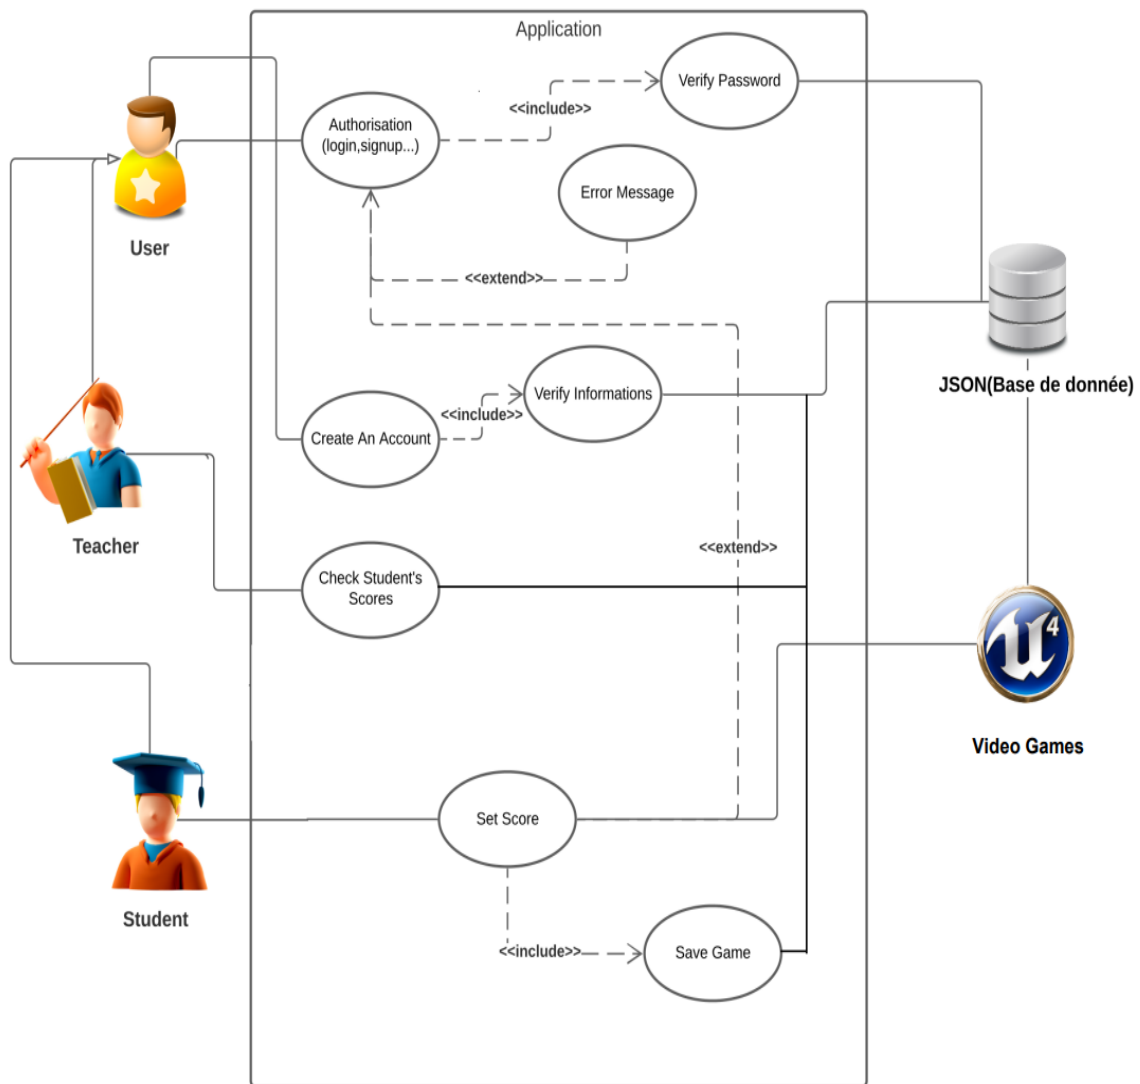 Application
Verify Password
<<include>>
Authorisation
(login,signup...)
Error Message
User
<<extend>>
JSON(Base de donnée)
Verify Informations
<<include>>
Create An Account
Teacher
<<extend>>
Check Student's
Scores
U4
Video Games
Set Score
Student
<<include>>
Save Game